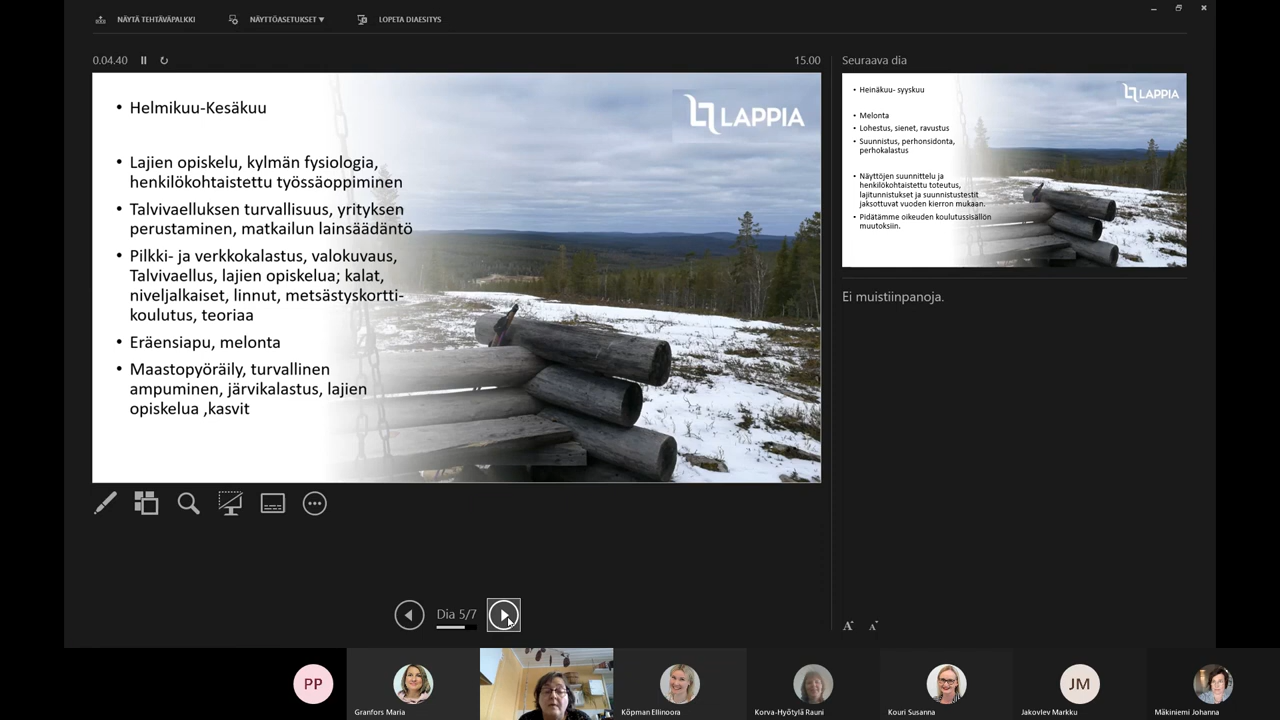 NÄYTÄ TEHTÄVÄPALKKI
NÄYTTÖASETUKSET ▼
LOPETA DIAESITYS
0.04.40
15.00
• Helmikuu-Kesäkuu
• Lajien opiskelu, kylmän fysiologia,
henkilökohtaistettu työssäoppiminen
• Talvivaelluksen turvallisuus, yrityksen
perustaminen, matkailun lainsäädäntö
• Pilkki- ja verkkokalastus, valokuvaus,
Talvivaellus, lajien opiskelua; kalat,
niveljalkaiset, linnut, metsästyskortti-
koulutus, teoriaa
• Eräensiapu, melonta
• Maastopyöräily, turvallinen
ampuminen, järvikalastus, lajien
opiskelua ,kasvit
LAPPIA
Seuraava dia
• Heinäkuu- syyskuu
• Melonta
• Lohestus, sienet, ravustus
• Suunnistus, perhonsidonta,
perhokalastus
• Näyttöjen suunnittelu ja
henkilökohtaistettu toteutus,
lajitunnistukset ja suunnistustestit
jaksottuvat vuoden kierron mukaan.
• Pidätämme oikeuden koulutussisällön
muutoksiin.
LAPPIA
Ei muistiinpanoja.
Dia 5/7
A A
PP
Granfors Maria
Köpman Ellinoora
Korva-Hyötylä Rauni
Kouri Susanna
JM
Jakovlev Markku
Mäkiniemi Johanna